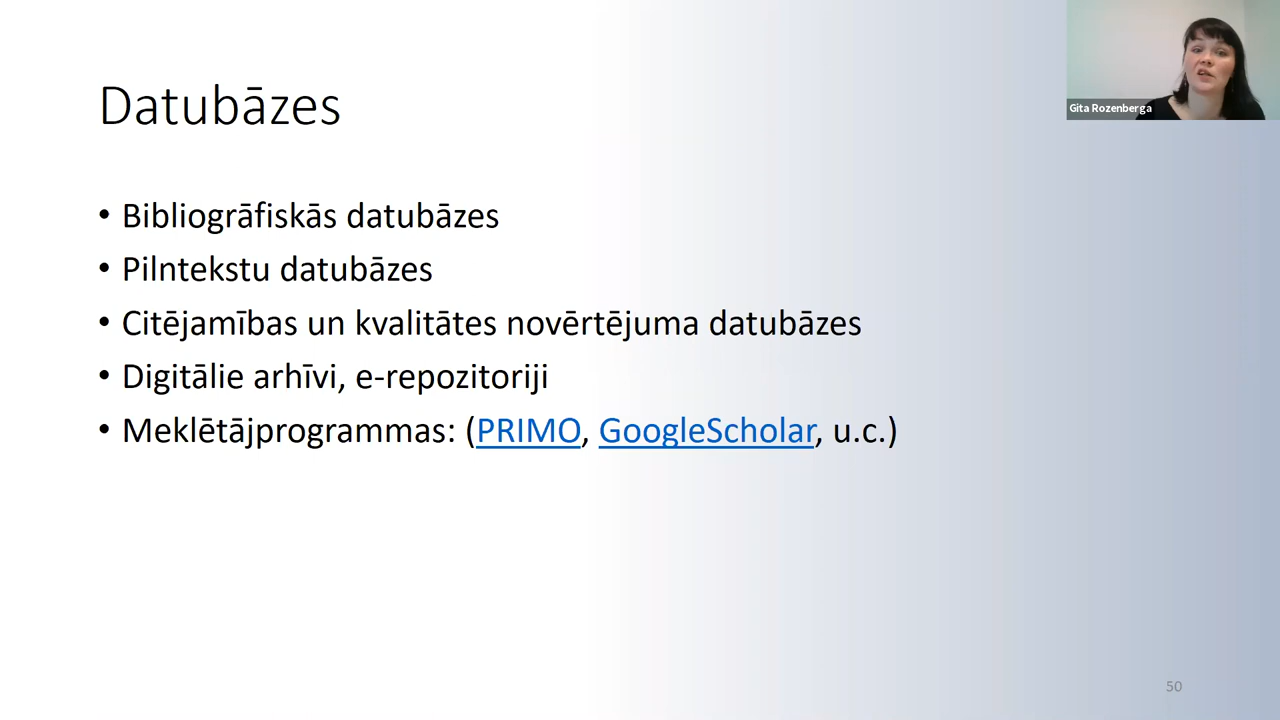 Gita Rozenberga
Datubāzes
• Bibliogrāfiskās datubāzes
• Pilntekstu datubāzes
• Citējamības un kvalitātes novērtējuma datubāzes
• Digitālie arhīvi, e-repozitoriji
• Meklētājprogrammas: (PRIMO, GoogleScholar, u.c.)
50